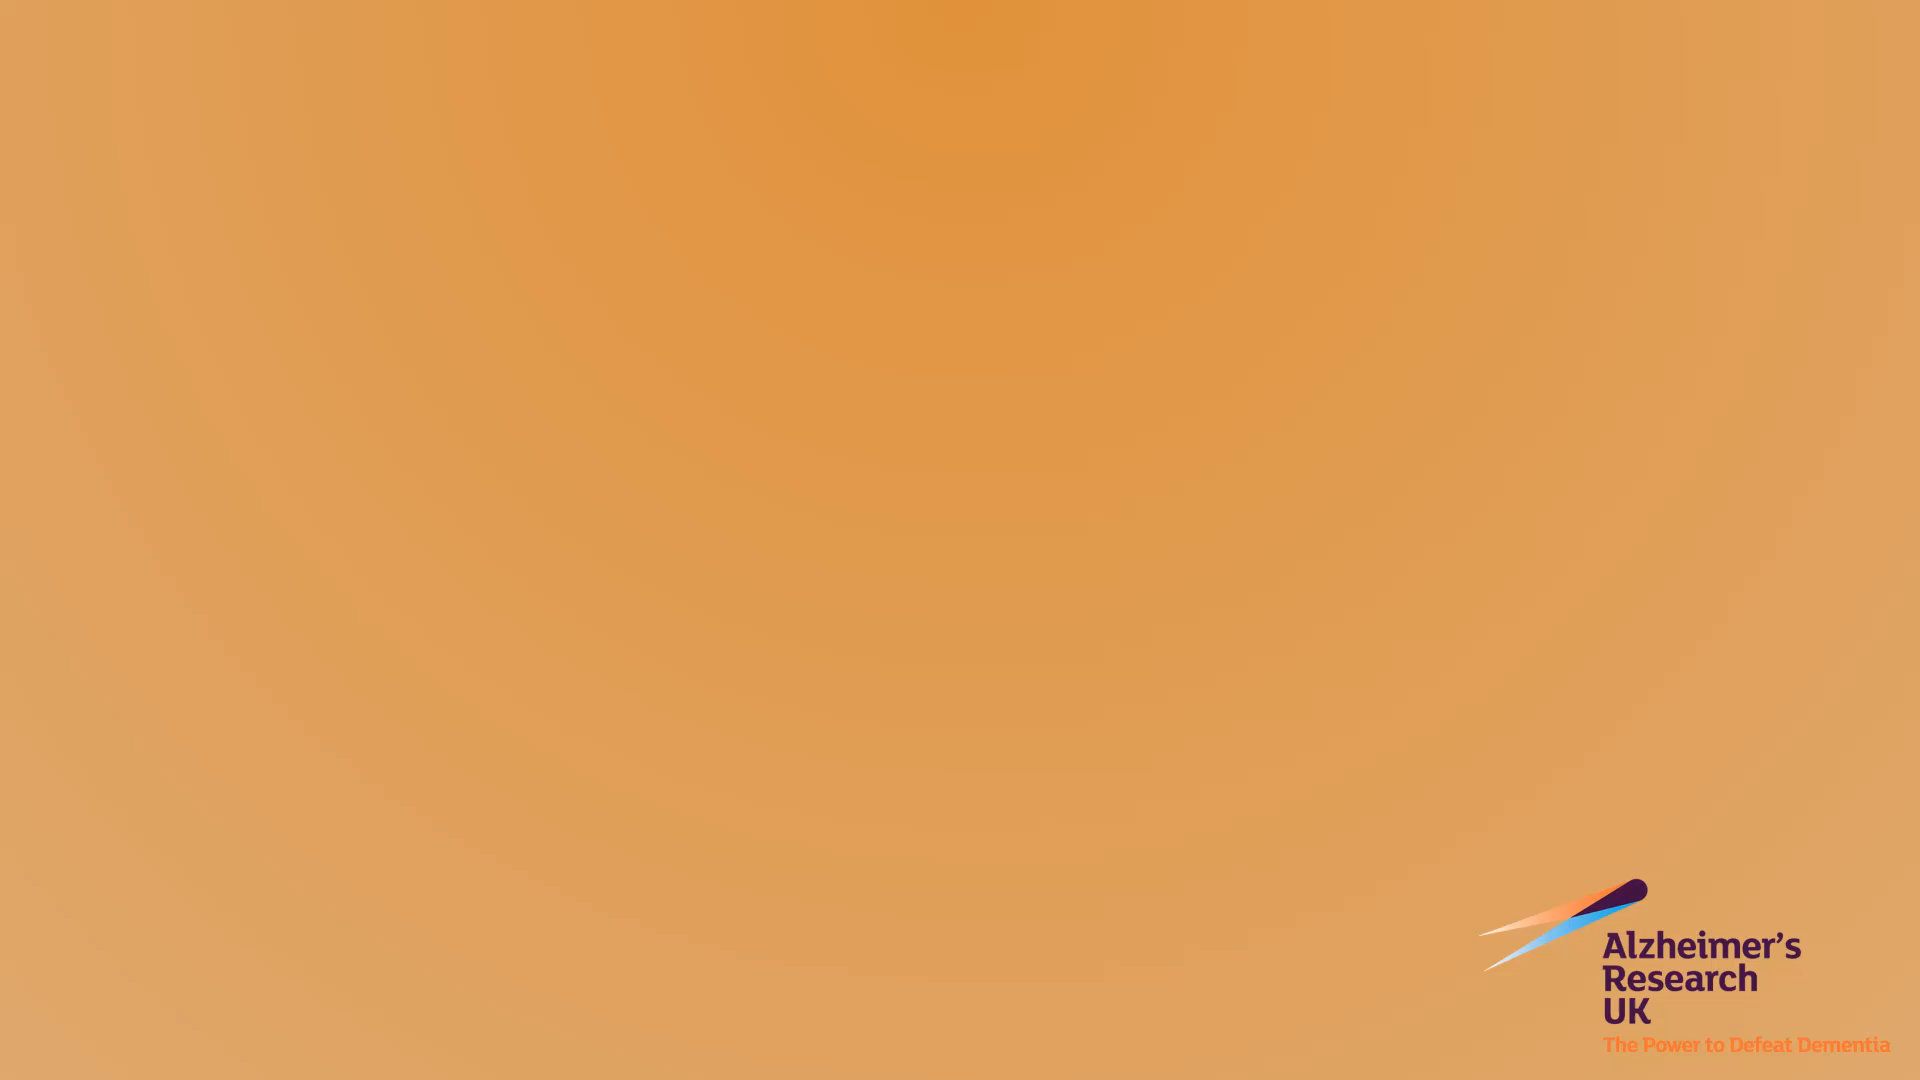 Alzheimer's
Research
UK
The Power to Defeat Dementia